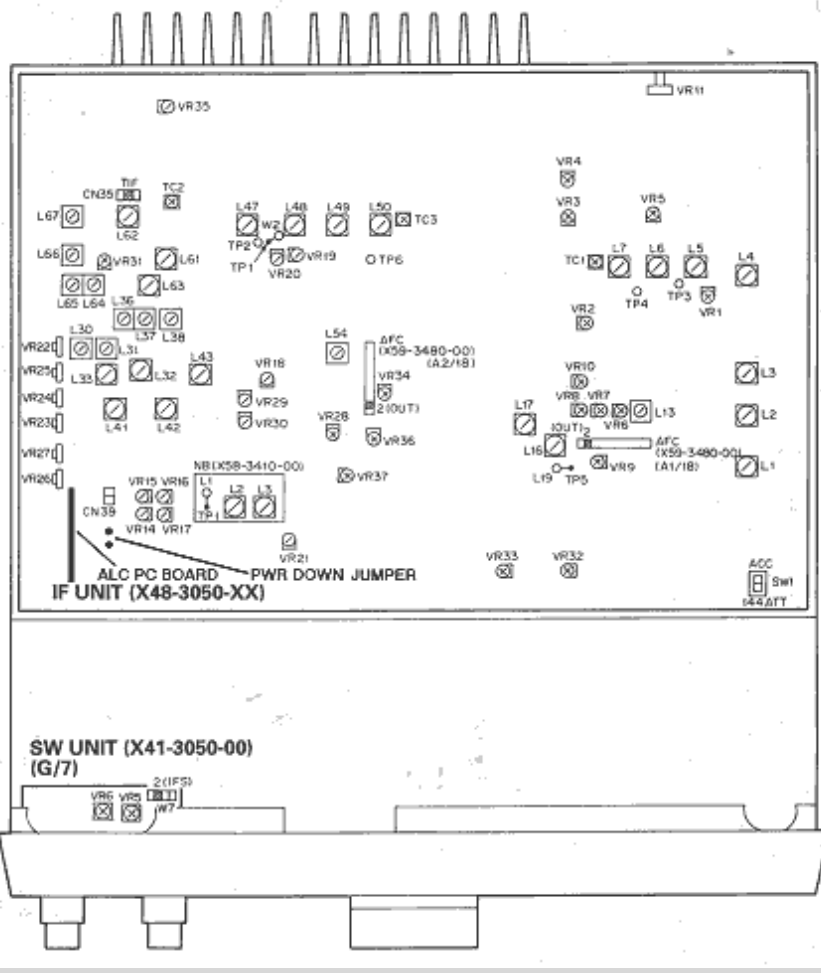 VR35
VR11
VR4
TIF
CN35
TC2
VR3
VR5
L47
L48
L49
L50
L67
W2
TC3
L62
TP2
L7
L6
L5
L4
L66
VR31
L61
TP1
VR19
VR20
TP6
TC1
L65
L64
L63
TP4
TP3
VR1
L36
L37
L38
VR2
L30
L31
L54
AFC
(X59-3480-00)
(A2/18)
VR22
L43
VR18
VR25
L33
L32
VR34
VR10
L3
VR24
VR29
VR8
VR7
L41
L42
2(OUT)
L17
VR6
L13
L2
VR23
VR30
VR28
(OUT)
2
AFC
(X59-3480-00)
(A1/18)
VR36
L16
VR27
NB(X58-3410-00)
VR9
L1
VR26
VR15
VR16
L1
L2
L3
VR37
L19
TP5
CN39
TP1
VR14
VR17
VR21
VR33
VR32
ACC
SW1
144.ATT
ALC PC BOARD
PWR DOWN JUMPER
IF UNIT (X48-3050-XX)
SW UNIT (X41-3050-00)
(G/7)
2(IFS)
VR6
VR5
W7